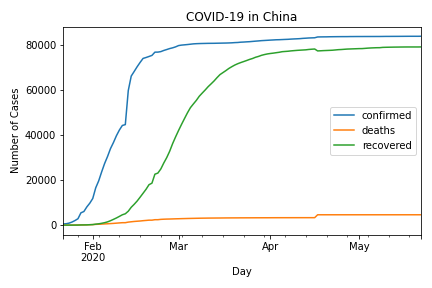 COVID-19 in China
Number of Cases
80000
60000
40000
20000
0
confirmed
deaths
recovered
Feb
2020
Mar
Apr
May
Day